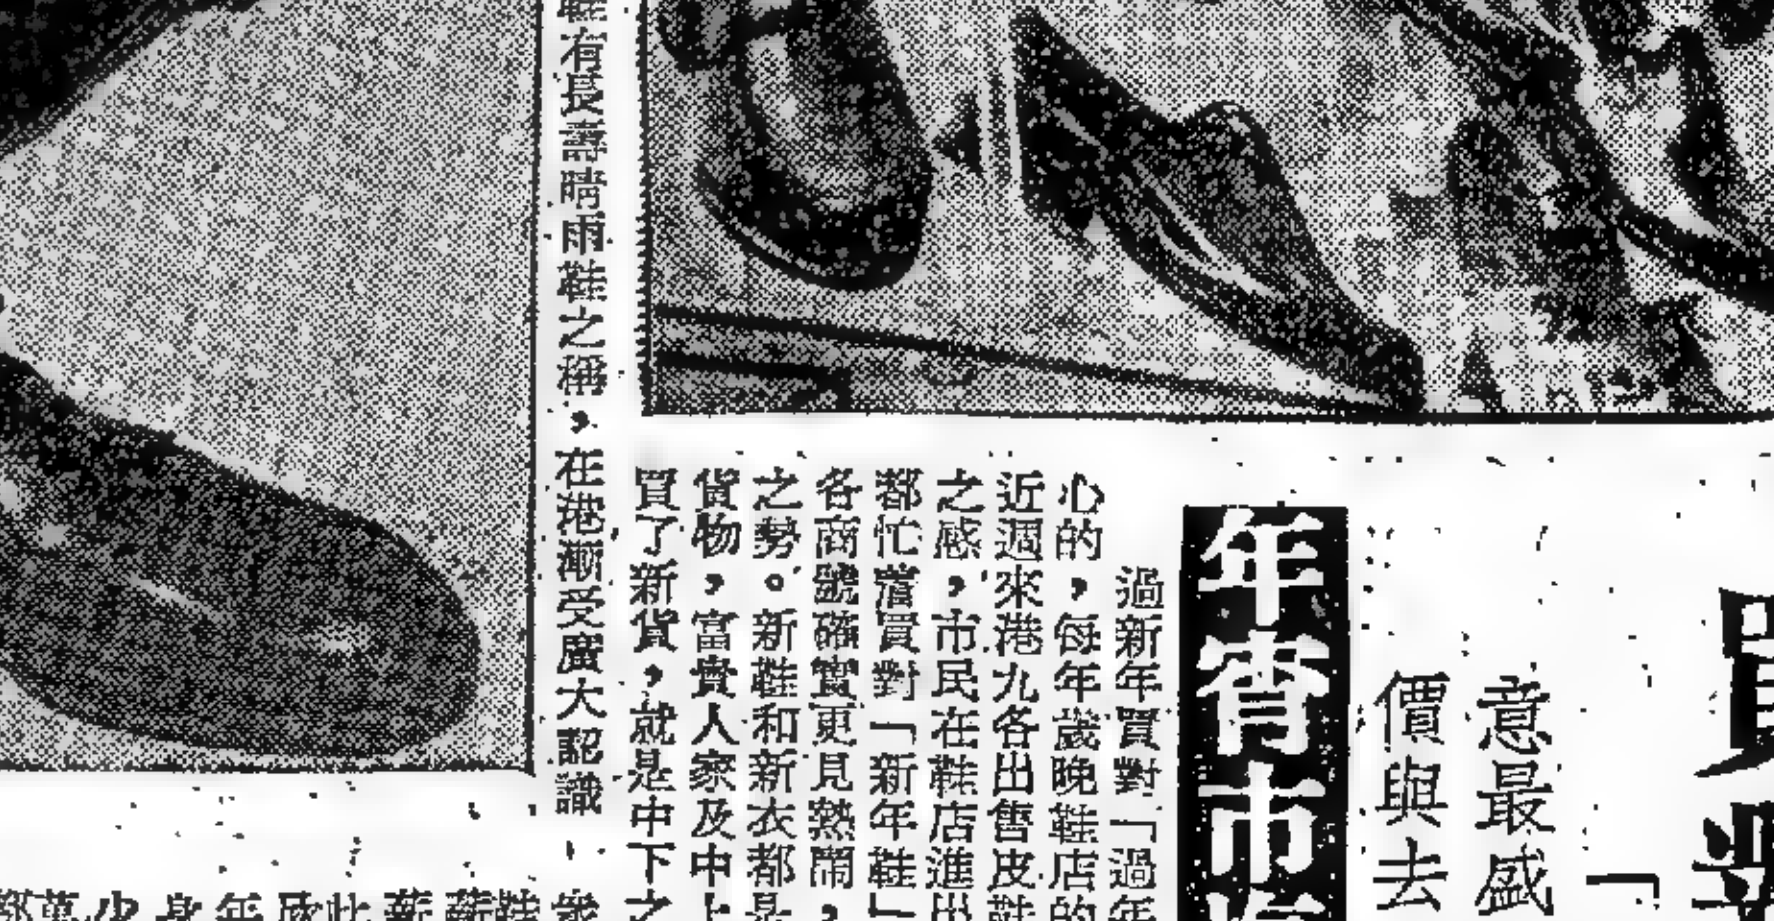 意最盛「
價與去
年宵市
過新年買對「過年
心的，每年歲晚鞋店的
近週來港九各出售皮鞋
之感，市民在鞋店進出
都忙着買對「新年鞋」
各商號確實更見熱鬧，
之勢。新鞋和新衣都是
貨物，富貴人家及中上
買了新貨，就是中下之
鞋有長壽晴雨鞋之稱，在港漸受廣大認識